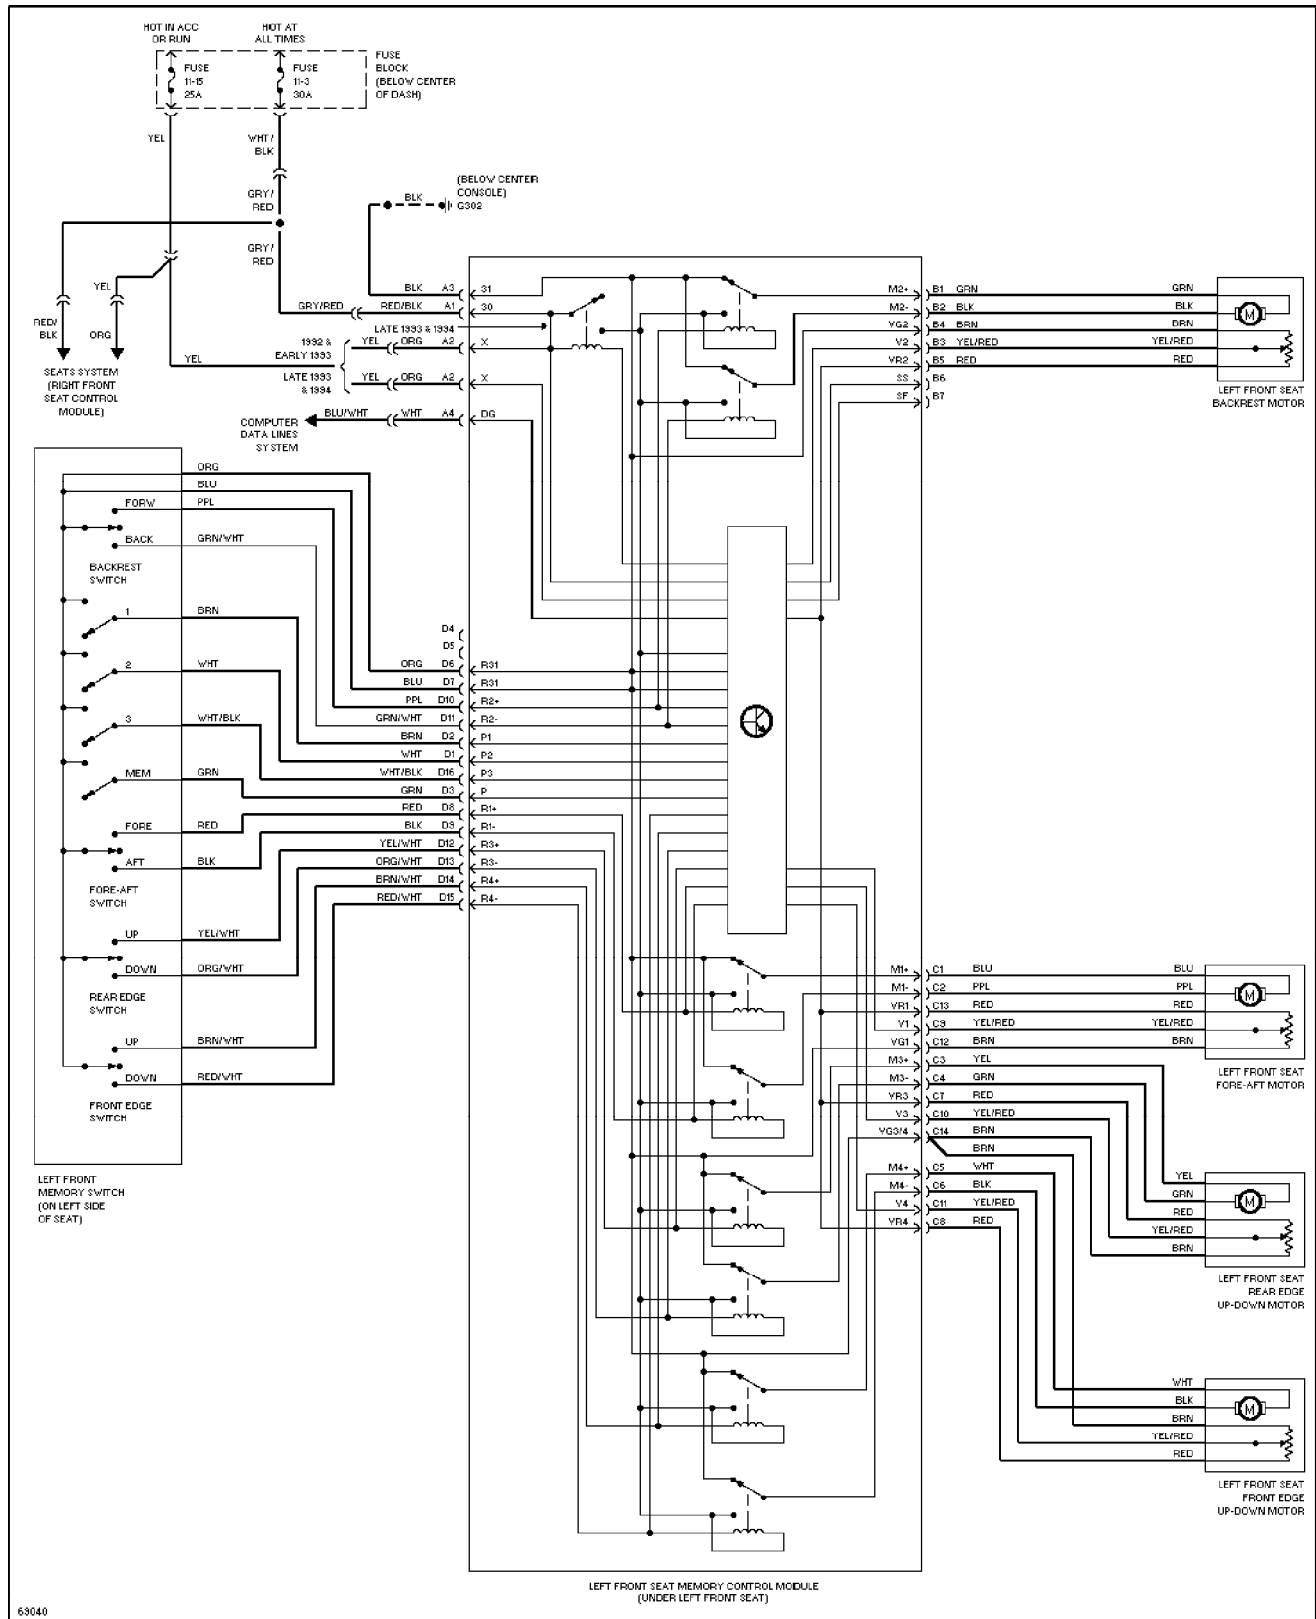 HOT IN ACC
OR RUN
HOT AT
ALL TIMES
FUSE
11-15
25A
FUSE
11-3
30A
FUSE
BLOCK
(BELOW CENTER
OF DASH)
YEL
WHT/
BLK
GRY/
RED
GRY/
RED
BLK
(BELOW CENTER
CONSOLE)
G302
YEL
RED/
BLK
ORG
SEATS SYSTEM
(RIGHT FRONT
SEAT CONTROL
MODULE)
YEL
BLK A3 31
GRY/RED RED/BLK A1 30
LATE 1993 & 1994
1992 &
EARLY 1993
YEL ORG A2 X
LATE 1993
& 1994
YEL ORG A2 X
BLU/WHT WHT A4 DG
COMPUTER
DATA LINES
SYSTEM
M2+ B1 GRN GRN
M2- B2 BLK BLK
VG2 B4 BRN BRN
V2 B3 YEL/RED YEL/RED
VR2 B5 RED RED
SS B6
SF B7
M
LEFT FRONT SEAT
BACKREST MOTOR
ORG
BLU
FORW PPL
BACK GRN/WHT
BACKREST
SWITCH
1 BRN
2 WHT
3 WHT/BLK
MEM GRN
FORE RED
AFT BLK
FORE-AFT
SWITCH
UP YEL/WHT
DOWN ORG/WHT
REAR EDGE
SWITCH
UP BRN/WHT
DOWN RED/WHT
FRONT EDGE
SWITCH
LEFT FRONT
MEMORY SWITCH
(ON LEFT SIDE
OF SEAT)
D4
D5
ORG D6 R31
BLU D7 R31
PPL D10 R2+
GRN/WHT D11 R2-
BRN D2 P1
WHT D1 P2
WHT/BLK D16 P3
GRN D3 P
RED D8 R1+
BLK D9 R1-
YEL/WHT D12 R3+
ORG/WHT D13 R3-
BRN/WHT D14 R4+
RED/WHT D15 R4-
M1+ C1 BLU BLU
M1- C2 PPL PPL
VR1 C13 RED RED
V1 C9 YEL/RED YEL/RED
VG1 C12 BRN BRN
M3+ C3 YEL
M3- C4 GRN
VR3 C7 RED
V3 C10 YEL/RED
VG3/4 C14 BRN
BRN
M4+ C5 WHT
M4- C6 BLK
V4 C11 YEL/RED
VR4 C8 RED
M
LEFT FRONT SEAT
FORE-AFT MOTOR
YEL
GRN
RED
YEL/RED
BRN
M
LEFT FRONT SEAT
REAR EDGE
UP-DOWN MOTOR
WHT
BLK
BRN
YEL/RED
RED
M
LEFT FRONT SEAT
FRONT EDGE
UP-DOWN MOTOR
LEFT FRONT SEAT MEMORY CONTROL MODULE
(UNDER LEFT FRONT SEAT)
69040